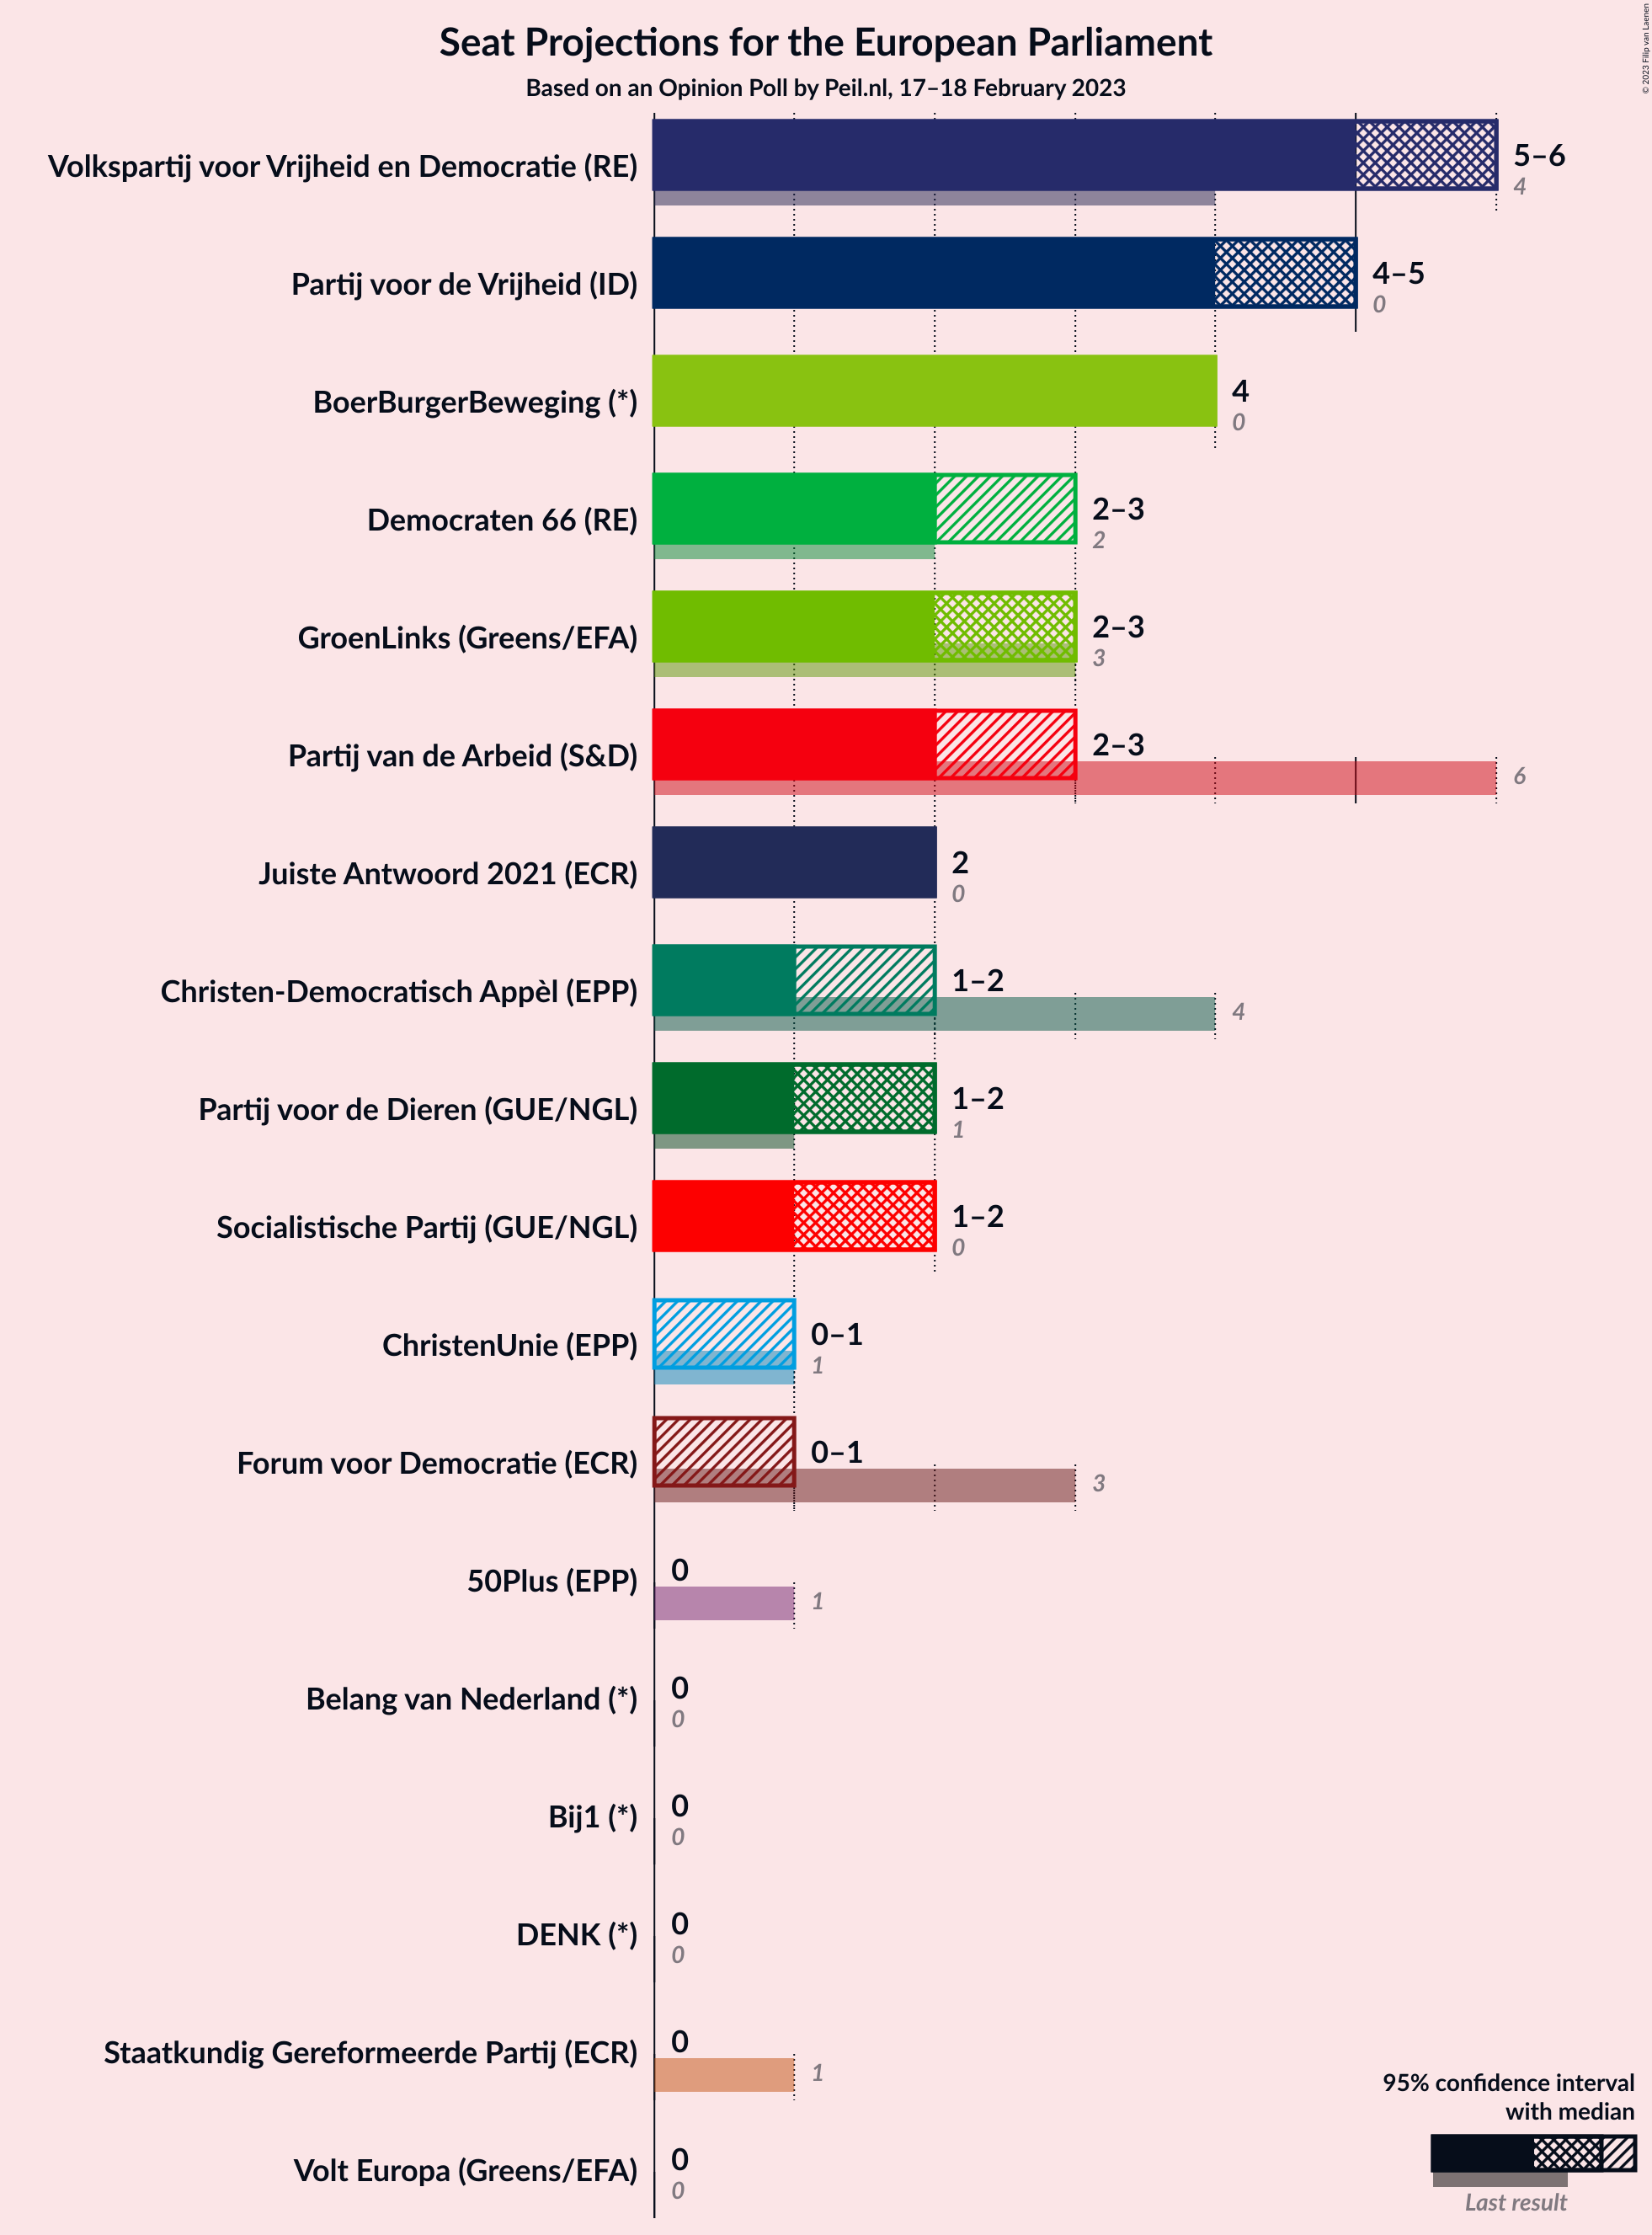 Seat Projections for the European Parliament
Based on an Opinion Poll by Peil.nl, 17–18 February 2023
© 2023 Filip van Laenen
Volkspartij voor Vrijheid en Democratie (RE)
5–6
4
Partij voor de Vrijheid (ID)
4–5
0
BoerBurgerBeweging (*)
4
0
Democraten 66 (RE)
2–3
2
GroenLinks (Greens/EFA)
2–3
3
Partij van de Arbeid (S&D)
2–3
6
Juiste Antwoord 2021 (ECR)
2
0
Christen-Democratisch Appèl (EPP)
1–2
4
Partij voor de Dieren (GUE/NGL)
1–2
1
Socialistische Partij (GUE/NGL)
1–2
0
ChristenUnie (EPP)
0–1
1
Forum voor Democratie (ECR)
0–1
3
50Plus (EPP)
0
1
Belang van Nederland (*)
0
0
Bij1 (*)
0
0
DENK (*)
0
0
Staatkundig Gereformeerde Partij (ECR)
0
1
Volt Europa (Greens/EFA)
0
0
95% confidence interval
with median
Last result